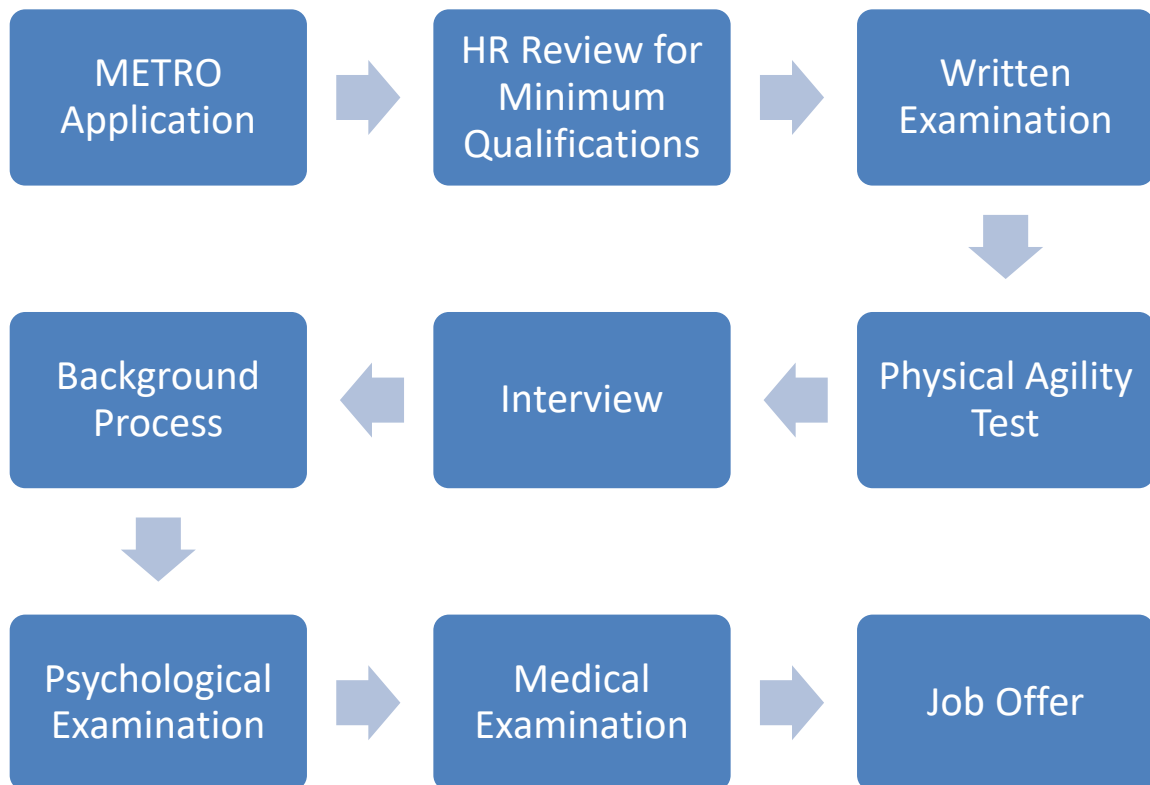 METRO
Application
HR Review for
Minimum
Qualifications
Written
Examination
Physical Agility
Test
Interview
Background
Process
Psychological
Examination
Medical
Examination
Job Offer